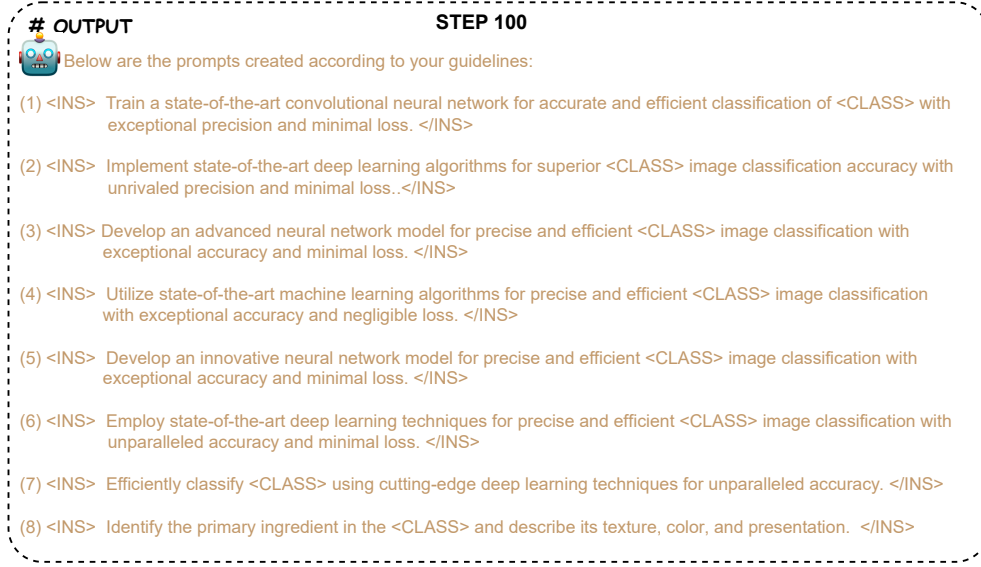 # OUTPUT
STEP 100
Below are the prompts created according to your guidelines:
(1) <INS> Train a state-of-the-art convolutional neural network for accurate and efficient classification of <CLASS> with
exceptional precision and minimal loss. </INS>
(2) <INS> Implement state-of-the-art deep learning algorithms for superior <CLASS> image classification accuracy with
unrivaled precision and minimal loss..</INS>
(3) <INS> Develop an advanced neural network model for precise and efficient <CLASS> image classification with
exceptional accuracy and minimal loss. </INS>
(4) <INS> Utilize state-of-the-art machine learning algorithms for precise and efficient <CLASS> image classification
with exceptional accuracy and negligible loss. </INS>
(5) <INS> Develop an innovative neural network model for precise and efficient <CLASS> image classification with
exceptional accuracy and minimal loss. </INS>
(6) <INS> Employ state-of-the-art deep learning techniques for precise and efficient <CLASS> image classification with
unparalleled accuracy and minimal loss. </INS>
(7) <INS> Efficiently classify <CLASS> using cutting-edge deep learning techniques for unparalleled accuracy. </INS>
(8) <INS> Identify the primary ingredient in the <CLASS> and describe its texture, color, and presentation. </INS>